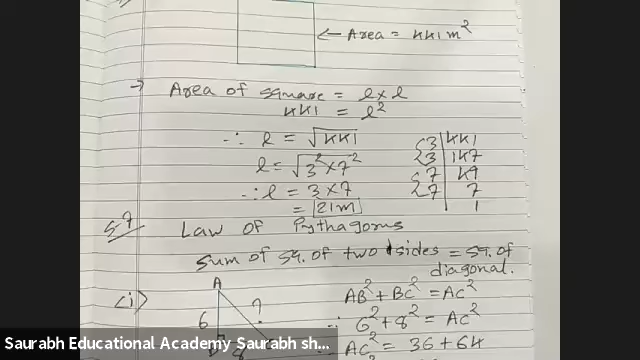 ← Area = 441 m²
→ Area of square = l × l
441 = l²
∴ l = √441
l = √3² × 7²
∴ l = 3 × 7
= 21m
3 | 441
3 | 147
7 | 49
7 | 7
1
S-7 Law of Pythagoras
Sum of sq. of two sides = sq. of diagonal.
(i)
A
6
?
8
AB² + BC² = AC²
∴ 6² + 8² = AC²
AC² = 36 + 64
Saurabh Educational Academy Saurabh sh...